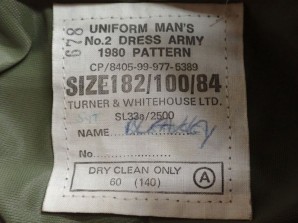 678
UNIFORM MAN'S
No.2 DRESS ARMY
1980 PATTERN
CP/8405-99-977-5389
SIZE182/100/84
TURNER & WHITEHOUSE LTD.
SL33a/2500
NAME
No.
DRY CLEAN ONLY
60 (140)
A